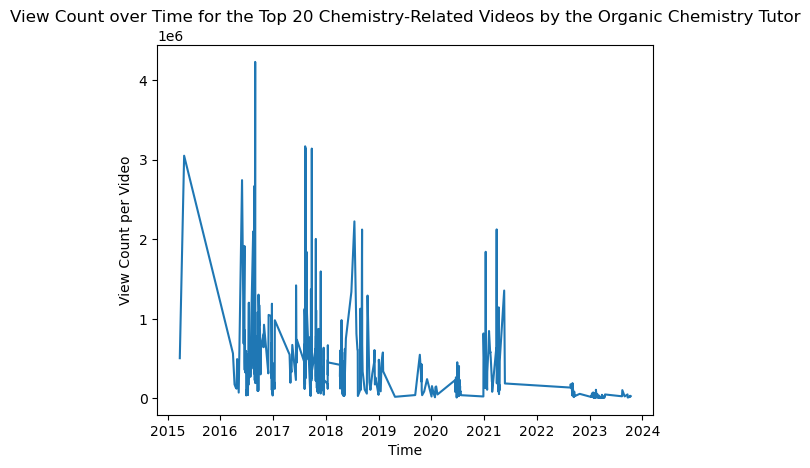 View Count over Time for the Top 20 Chemistry-Related Videos by the Organic Chemistry Tutor
1e6
4
3
2
1
0
View Count per Video
2015 2016 2017 2018 2019 2020 2021 2022 2023 2024
Time